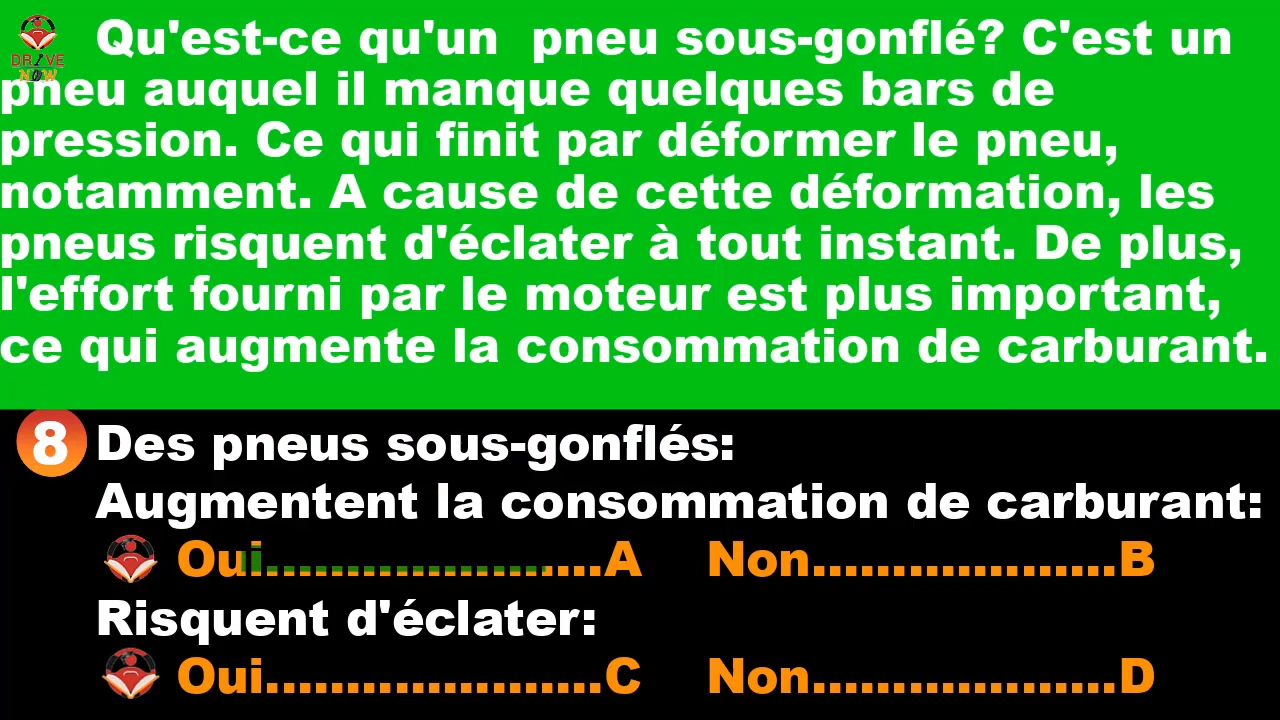 DRIVE
NOW
Qu'est-ce qu'un pneu sous-gonflé? C'est un
pneu auquel il manque quelques bars de
pression. Ce qui finit par déformer le pneu,
notamment. A cause de cette déformation, les
pneus risquent d'éclater à tout instant. De plus,
l'effort fourni par le moteur est plus important,
ce qui augmente la consommation de carburant.
8 Des pneus sous-gonflés:
Augmentent la consommation de carburant:
Oui.....................A Non...................B
Risquent d'éclater:
Oui.....................C Non...................D